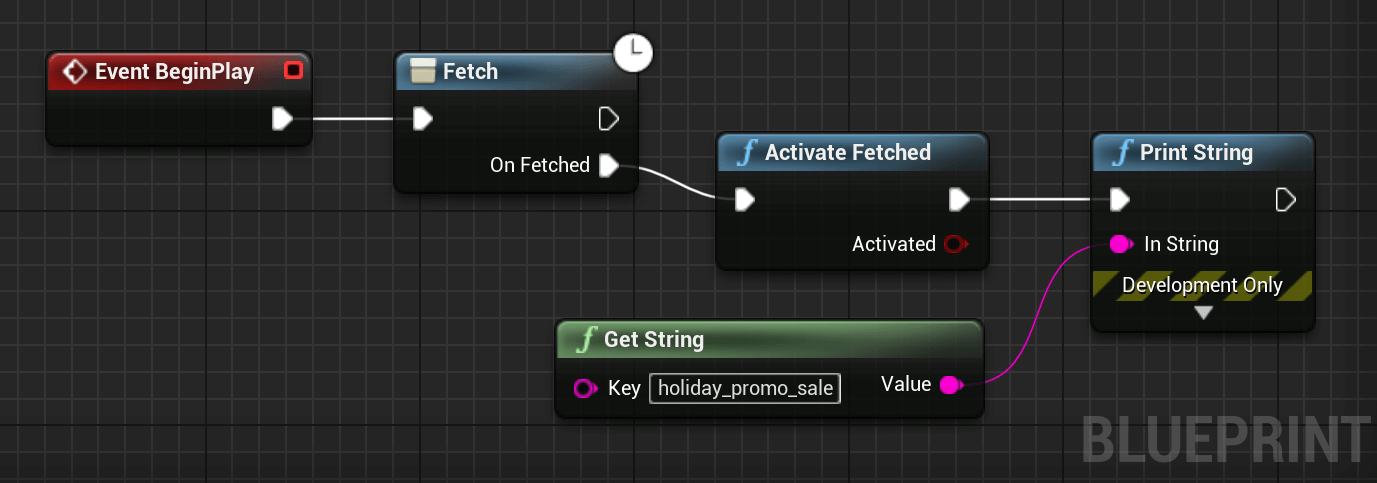 Event BeginPlay
Fetch
On Fetched
Activate Fetched
Activated
Print String
In String
Development Only
Get String
Key holiday_promo_sale Value
BLUEPRINT